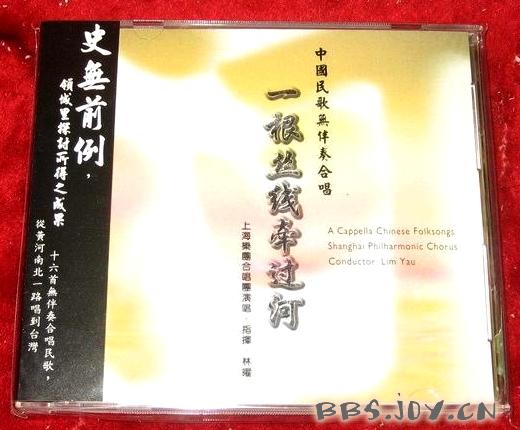 史無前例，
領域里探討所得之成果
十六首無伴奏合唱民歌，
從黃河南北一路唱到台灣
中國民歌無伴奏合唱
一根丝线牵过河
A Cappella Chinese Folksongs
Shanghai Philharmonic Chorus
Conductor Lim Yau
上海樂團合唱團演唱·指揮 林曜
BBS.JOY.CN